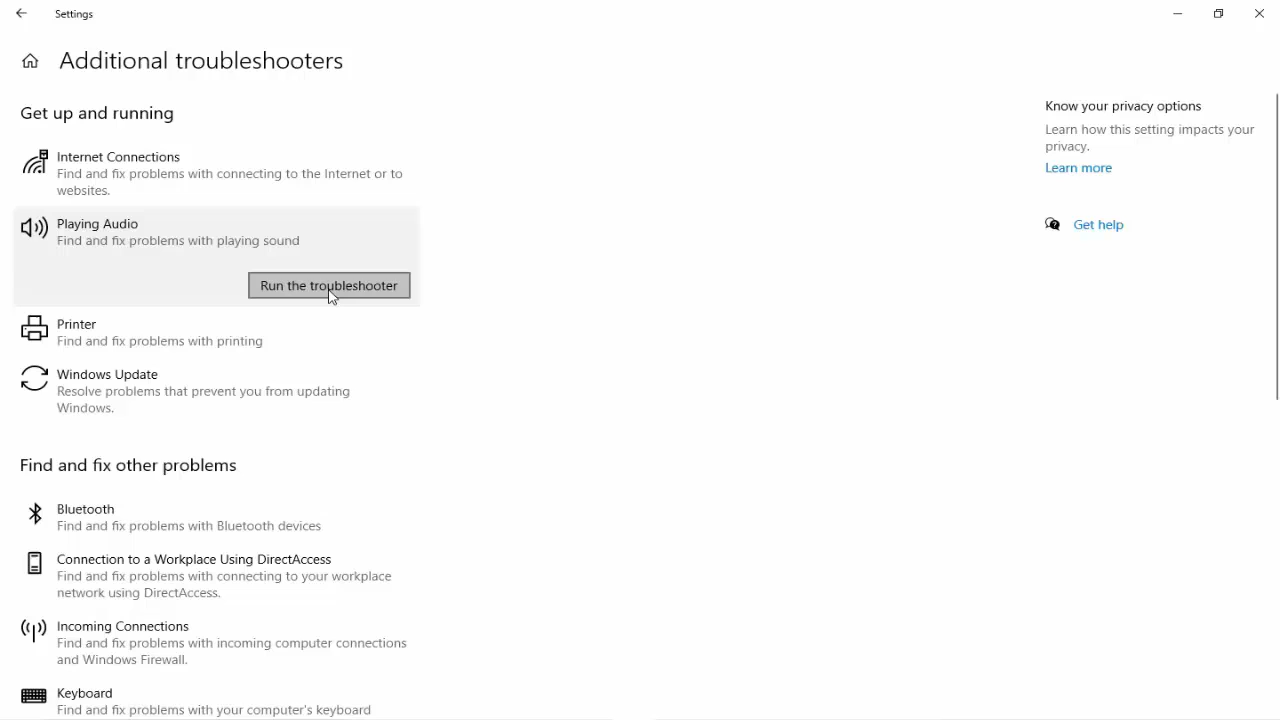 Settings
Additional troubleshooters
Get up and running
Internet Connections
Find and fix problems with connecting to the Internet or to
websites.
Playing Audio
Find and fix problems with playing sound
Run the troubleshooter
Printer
Find and fix problems with printing
Windows Update
Resolve problems that prevent you from updating
Windows.
Find and fix other problems
Bluetooth
Find and fix problems with Bluetooth devices
Connection to a Workplace Using DirectAccess
Find and fix problems with connecting to your workplace
network using DirectAccess.
Incoming Connections
Find and fix problems with incoming computer connections
and Windows Firewall.
Keyboard
Find and fix problems with your computer's keyboard
Know your privacy options
Learn how this setting impacts your
privacy.
Learn more
Get help